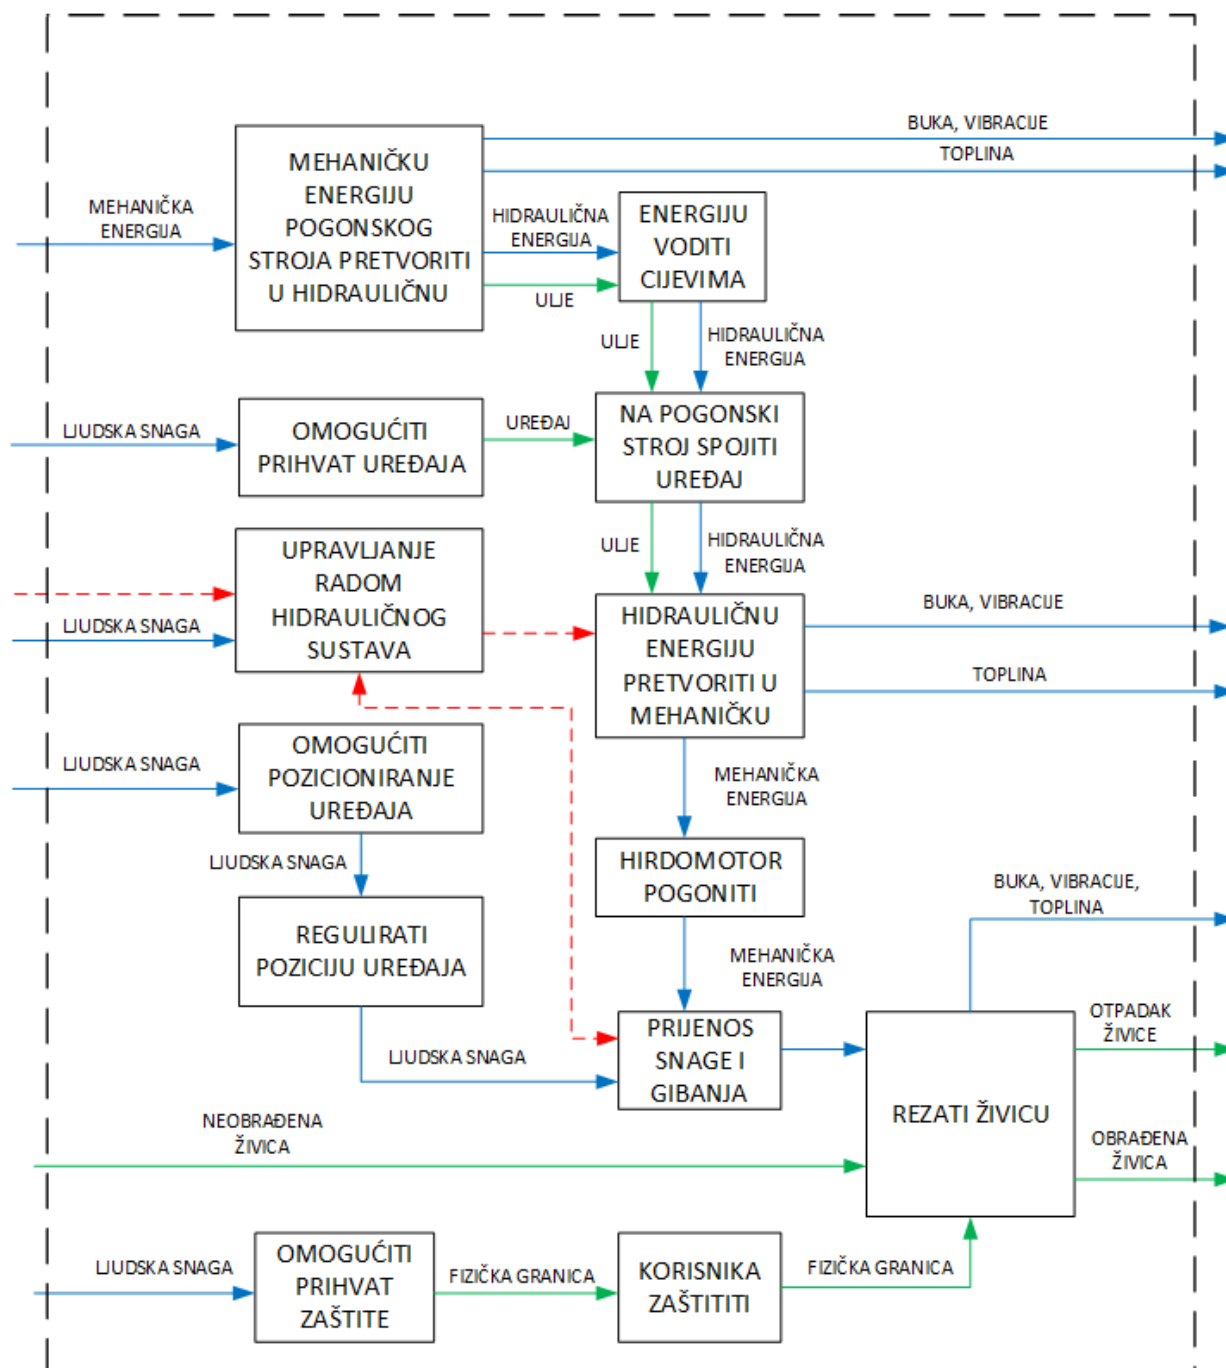 BUKA, VIBRACIJE
TOPLINA
MEHANIČKU
ENERGIJU
POGONSKOG
STROJA PRETVORITI
U HIDRAULIČNU
MEHANIČKA
ENERGIJA
HIDRAULIČNA
ENERGIJA
ULJE
ENERGIJU
VODITI
CIJEVIMA
ULJE
HIDRAULIČNA
ENERGIJA
LJUDSKA SNAGA
OMOGUĆITI
PRIHVAT UREĐAJA
UREĐAJ
NA POGONSKI
STROJ SPOJITI
UREĐAJ
ULJE
HIDRAULIČNA
ENERGIJA
UPRAVLJANJE
RADOM
HIDRAULIČNOG
SUSTAVA
LJUDSKA SNAGA
HIDRAULIČNU
ENERGIJU
PRETVORITI U
MEHANIČKU
BUKA, VIBRACIJE
TOPLINA
LJUDSKA SNAGA
OMOGUĆITI
POZICIONIRANJE
UREĐAJA
MEHANIČKA
ENERGIJA
LJUDSKA SNAGA
HIRDOMOTOR
POGONITI
REGULIRATI
POZICIJU UREĐAJA
MEHANIČKA
ENERGIJA
BUKA, VIBRACIJE,
TOPLINA
LJUDSKA SNAGA
PRIJENOS
SNAGE I
GIBANJA
REZATI ŽIVICU
OTPADAK
ŽIVICE
NEOBRAĐENA
ŽIVICA
OBRAĐENA
ŽIVICA
LJUDSKA SNAGA
OMOGUĆITI
PRIHVAT
ZAŠTITE
FIZIČKA GRANICA
KORISNIKA
ZAŠTITITI
FIZIČKA GRANICA